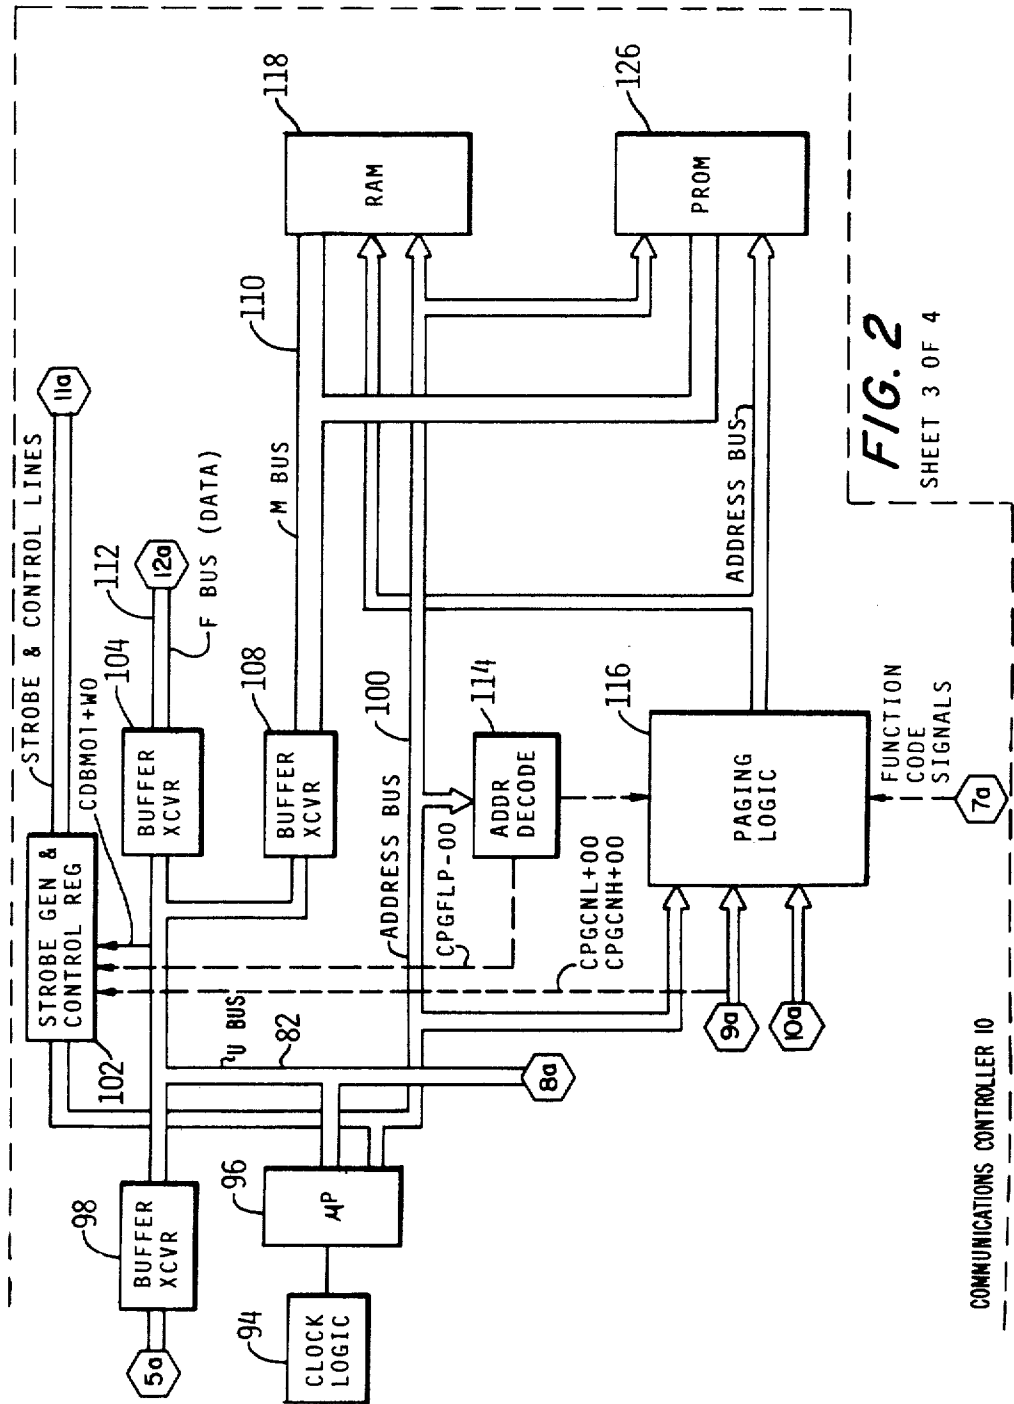 STROBE & CONTROL LINES
11a
STROBE GEN &
CONTROL REG
102
CDBM01+W0
112
12a
F BUS (DATA)
104
BUFFER
XCVR
98
BUFFER
XCVR
5a
U BUS
82
8a
108
BUFFER
XCVR
M BUS
110
118
RAM
96
μP
94
CLOCK
LOGIC
ADDRESS BUS
100
CPGFLP-00
114
ADDR
DECODE
CPGCNL+00
CPGCNH+00
116
PAGING
LOGIC
9a
10a
FUNCTION
CODE
SIGNALS
7a
ADDRESS BUS
126
PROM
FIG. 2
SHEET 3 OF 4
COMMUNICATIONS CONTROLLER 10